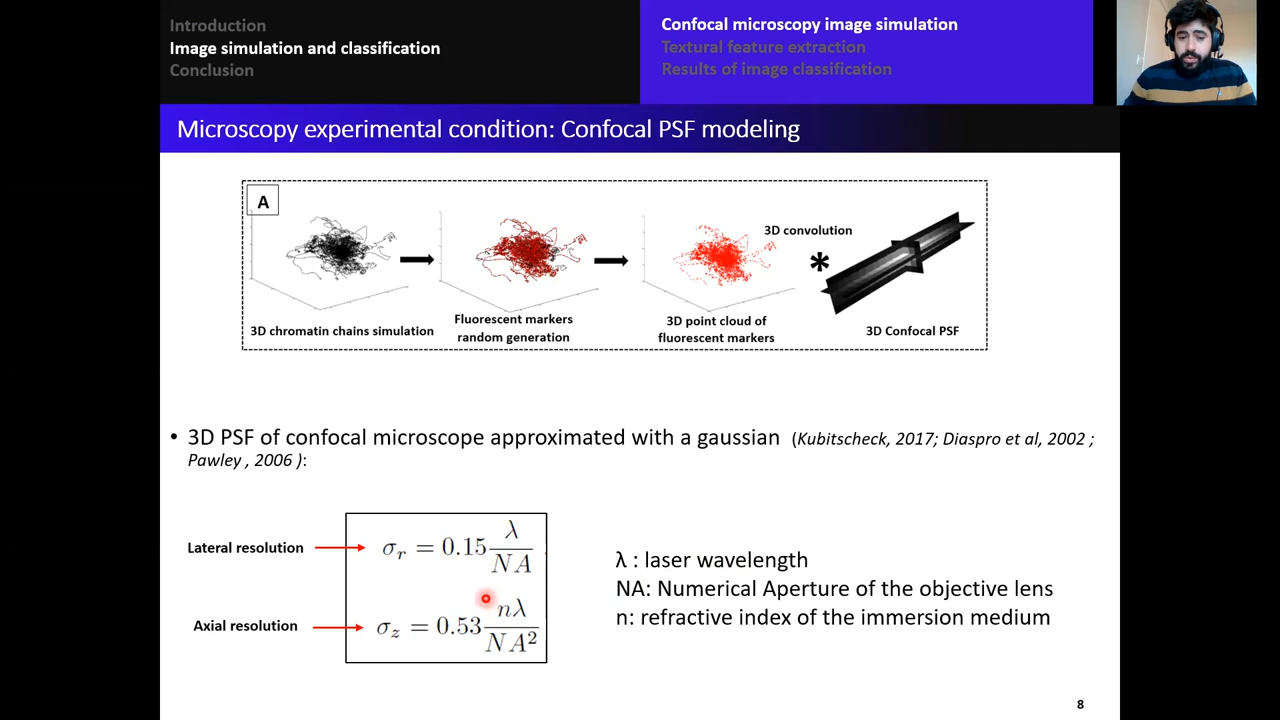 Introduction
Image simulation and classification
Conclusion
Confocal microscopy image simulation
Textural feature extraction
Results of image classification
Microscopy experimental condition: Confocal PSF modeling
A
3D convolution
*
3D chromatin chains simulation
Fluorescent markers
random generation
3D point cloud of
fluorescent markers
3D Confocal PSF
• 3D PSF of confocal microscope approximated with a gaussian (Kubitscheck, 2017; Diaspro et al, 2002 ;
Pawley , 2006 ):
Lateral resolution
σr = 0.15 λ/NA
Axial resolution
σz = 0.53 nλ/NA²
λ : laser wavelength
NA: Numerical Aperture of the objective lens
n: refractive index of the immersion medium
8